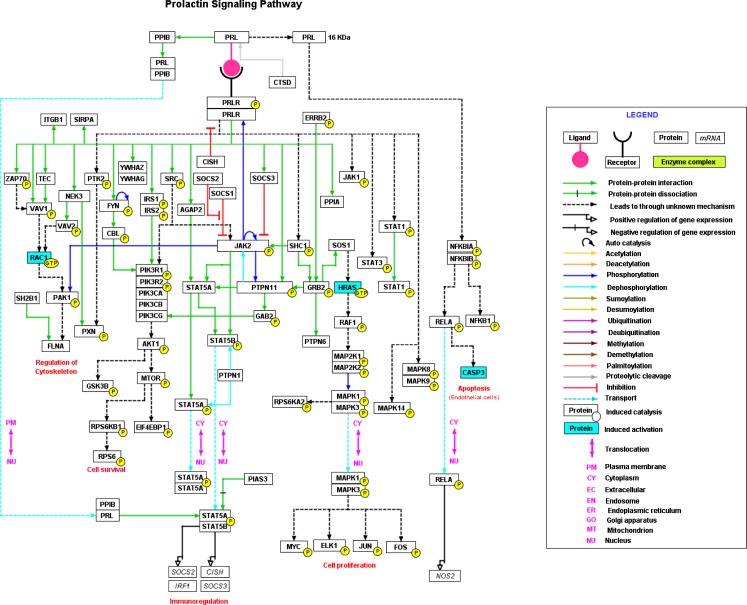 Prolactin Signaling Pathway
PPIB
PRL
PRL
16 KDa
PRL
PPIB
CTSD
PRLR
P
PRLR
ITGB1
SIRPA
ERRB2
P
ZAP70
P
TEC
PTK2
P
YWHAZ
YWHAG
SRC
P
CISH
SOCS2
SOCS1
SOCS3
JAK1
P
PPIA
NEK3
VAV1
P
VAV2
P
FYN
P
IRS1
P
IRS2
P
AGAP2
CBL
P
STAT1
P
JAK2
P
SHC1
P
SOS1
STAT3
P
NFKBIA
P
NFKBIB
P
RAC1
GTP
PIK3R1
P
PIK3R2
P
PIK3CA
PIK3CB
PIK3CG
STAT5A
PTPN11
P
GRB2
P
HRAS
GTP
STAT1
P
SH2B1
PAK1
P
PXN
P
FLNA
GAB2
P
RAF1
P
RELA
P
NFKB1
P
Regulation of
Cytoskeleton
AKT1
P
STAT5B
P
PTPN6
MAP2K1
P
MAP2K2
P
MAPK8
P
MAPK9
P
CASP3
P
GSK3B
P
MTOR
P
PTPN1
Apoptosis
(Endothelial cells)
STAT5A
P
RPS6KA2
P
MAPK1
P
MAPK3
P
MAPK14
P
RPS6KB1
P
EIF4EBP1
P
PM
NU
CY
NU
CY
NU
CY
NU
CY
NU
RPS6
P
Cell survival
STAT5A
P
STAT5A
PIAS3
MAPK1
P
MAPK3
P
RELA
P
PPIB
PRL
STAT5A
P
STAT5B
MYC
P
ELK1
P
JUN
P
FOS
P
Cell proliferation
SOCS2
IRF1
CISH
SOCS3
NOS2
Immunoregulation
LEGEND
Ligand
Receptor
Protein
mRNA
Enzyme complex
Protein-protein interaction
Protein-protein dissociation
Leads to through unknown mechanism
Positive regulation of gene expression
Negative regulation of gene expression
Auto catalysis
Acetylation
Deacetylation
Phosphorylation
Dephosphorylation
Sumoylation
Desumoylation
Ubiquitination
Deubiquitination
Methylation
Demethylation
Palmitoylation
Proteolytic cleavage
Inhibition
Transport
Protein
Induced catalysis
Protein
Induced activation
Translocation
PM
Plasma membrane
CY
Cytoplasm
EC
Extracellular
EN
Endosome
ER
Endoplasmic reticulum
GO
Golgi apparatus
MT
Mitochondrion
NU
Nucleus